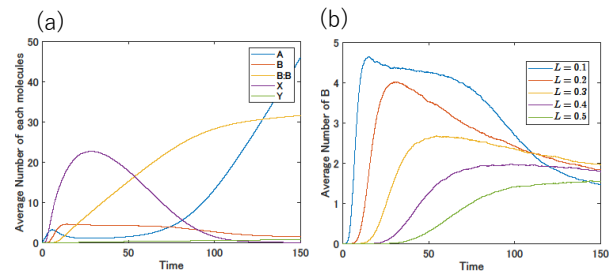 (a)
50
40
30
20
10
0
0
50
100
150
Average Number of each molecules
Time
A
B
B:B
X
Y
(b)
6
5
4
3
2
1
0
0
50
100
150
Average Number of B
Time
L = 0.1
L = 0.2
L = 0.3
L = 0.4
L = 0.5